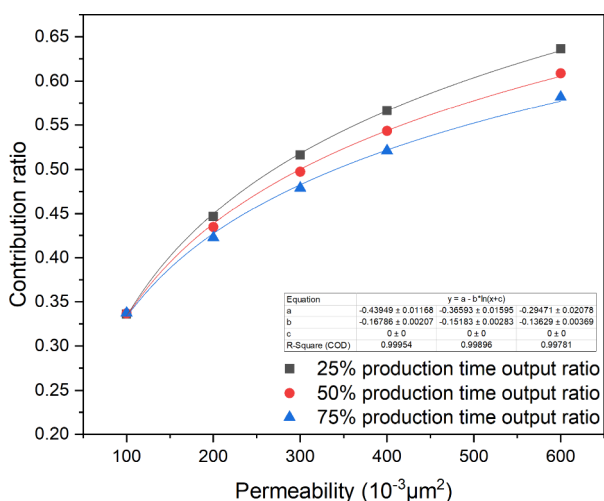 Contribution ratio
0.65
0.60
0.55
0.50
0.45
0.40
0.35
0.30
0.25
0.20
Equation y = a - b*ln(x+c)
a -0.43949 ± 0.01168 -0.36593 ± 0.01595 -0.29471 ± 0.02078
b -0.16786 ± 0.00207 -0.15183 ± 0.00283 -0.13629 ± 0.00369
c 0 ± 0 0 ± 0 0 ± 0
R-Square (COD) 0.99954 0.99896 0.99781
25% production time output ratio
50% production time output ratio
75% production time output ratio
100 200 300 400 500 600
Permeability (10⁻³μm²)